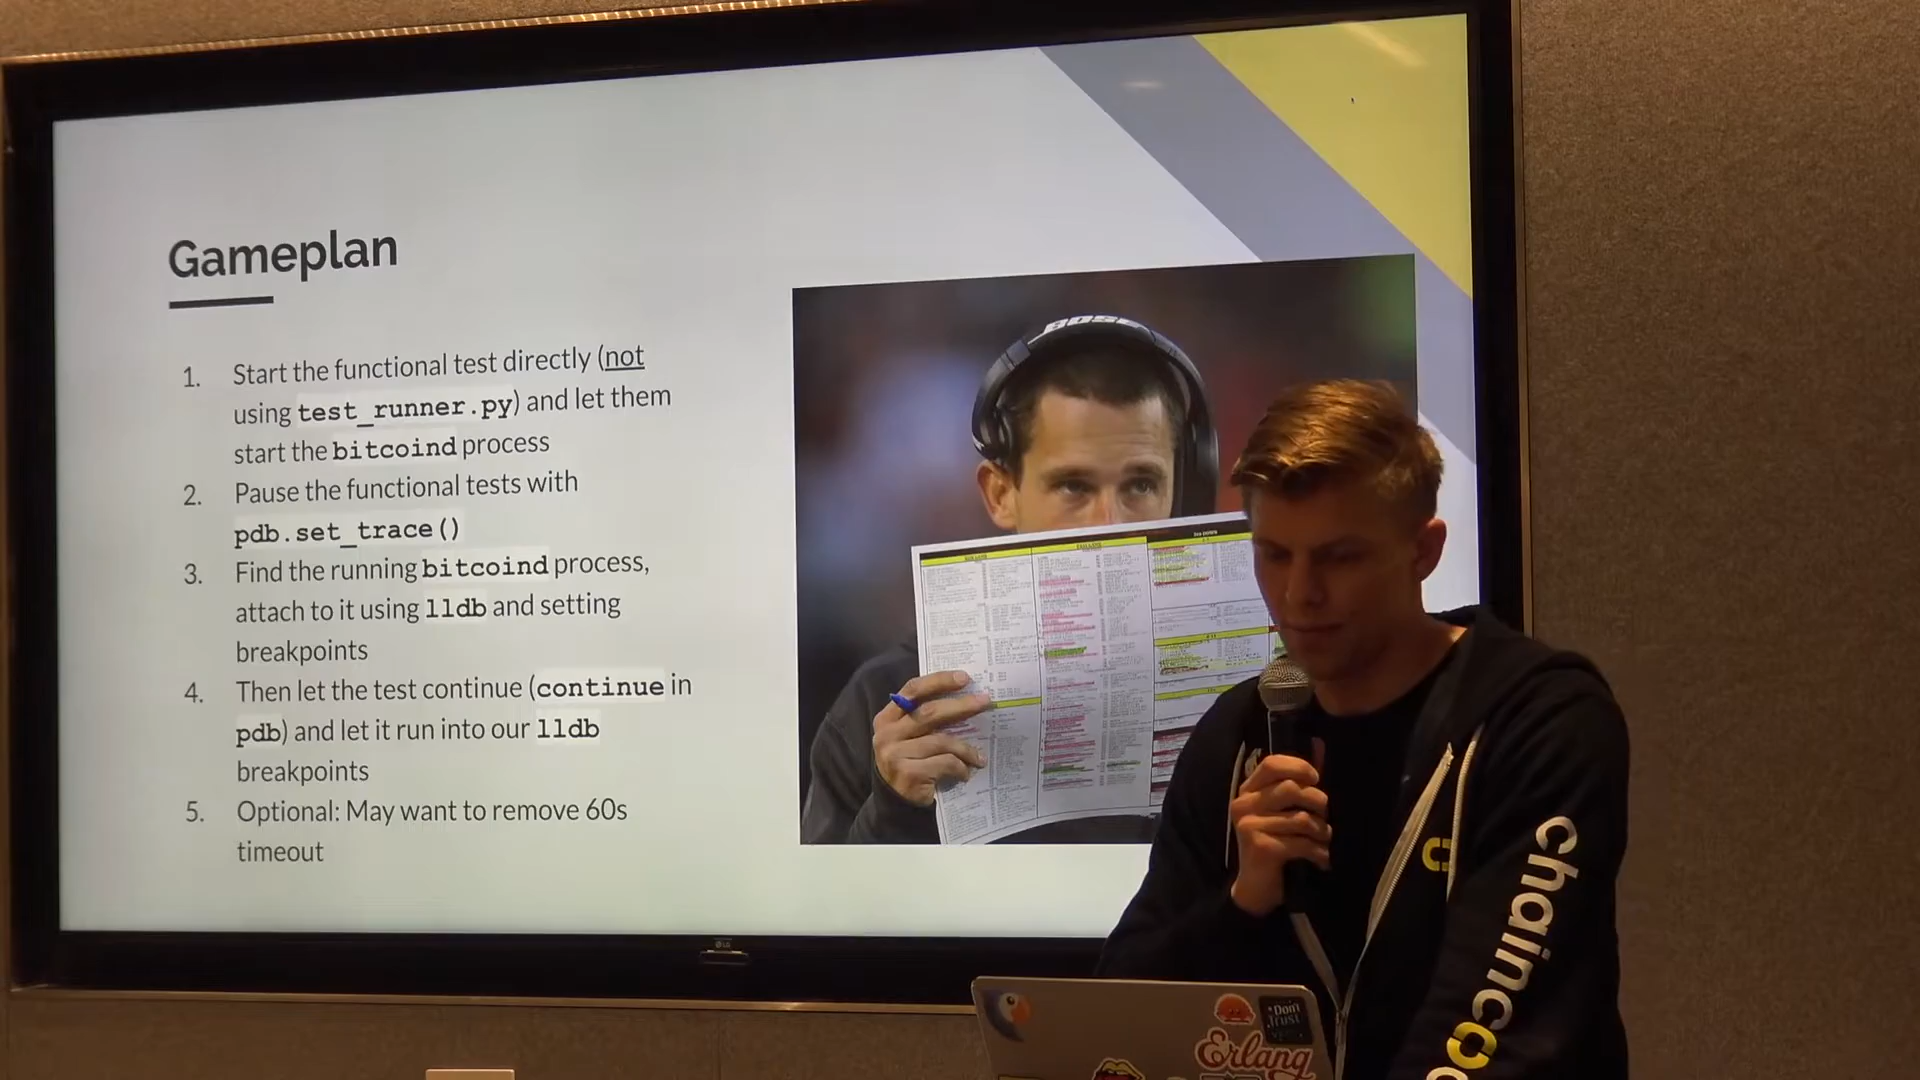 Gameplan
1. Start the functional test directly (not
using test_runner.py) and let them
start the bitcoind process
2. Pause the functional tests with
pdb.set_trace()
3. Find the running bitcoind process,
attach to it using lldb and setting
breakpoints
4. Then let the test continue (continue in
pdb) and let it run into our lldb
breakpoints
5. Optional: May want to remove 60s
timeout
BOSE
LG
chainco
Don't
Trust
Erlang